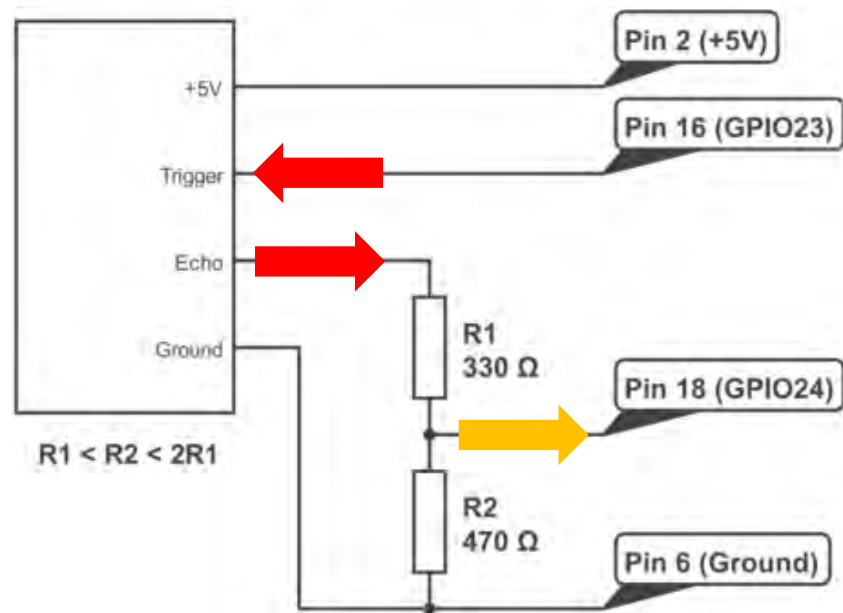 Pin 2 (+5V)
+5V
Pin 16 (GPIO23)
Trigger
Echo
R1
330 Ω
Ground
Pin 18 (GPIO24)
R1 < R2 < 2R1
R2
470 Ω
Pin 6 (Ground)